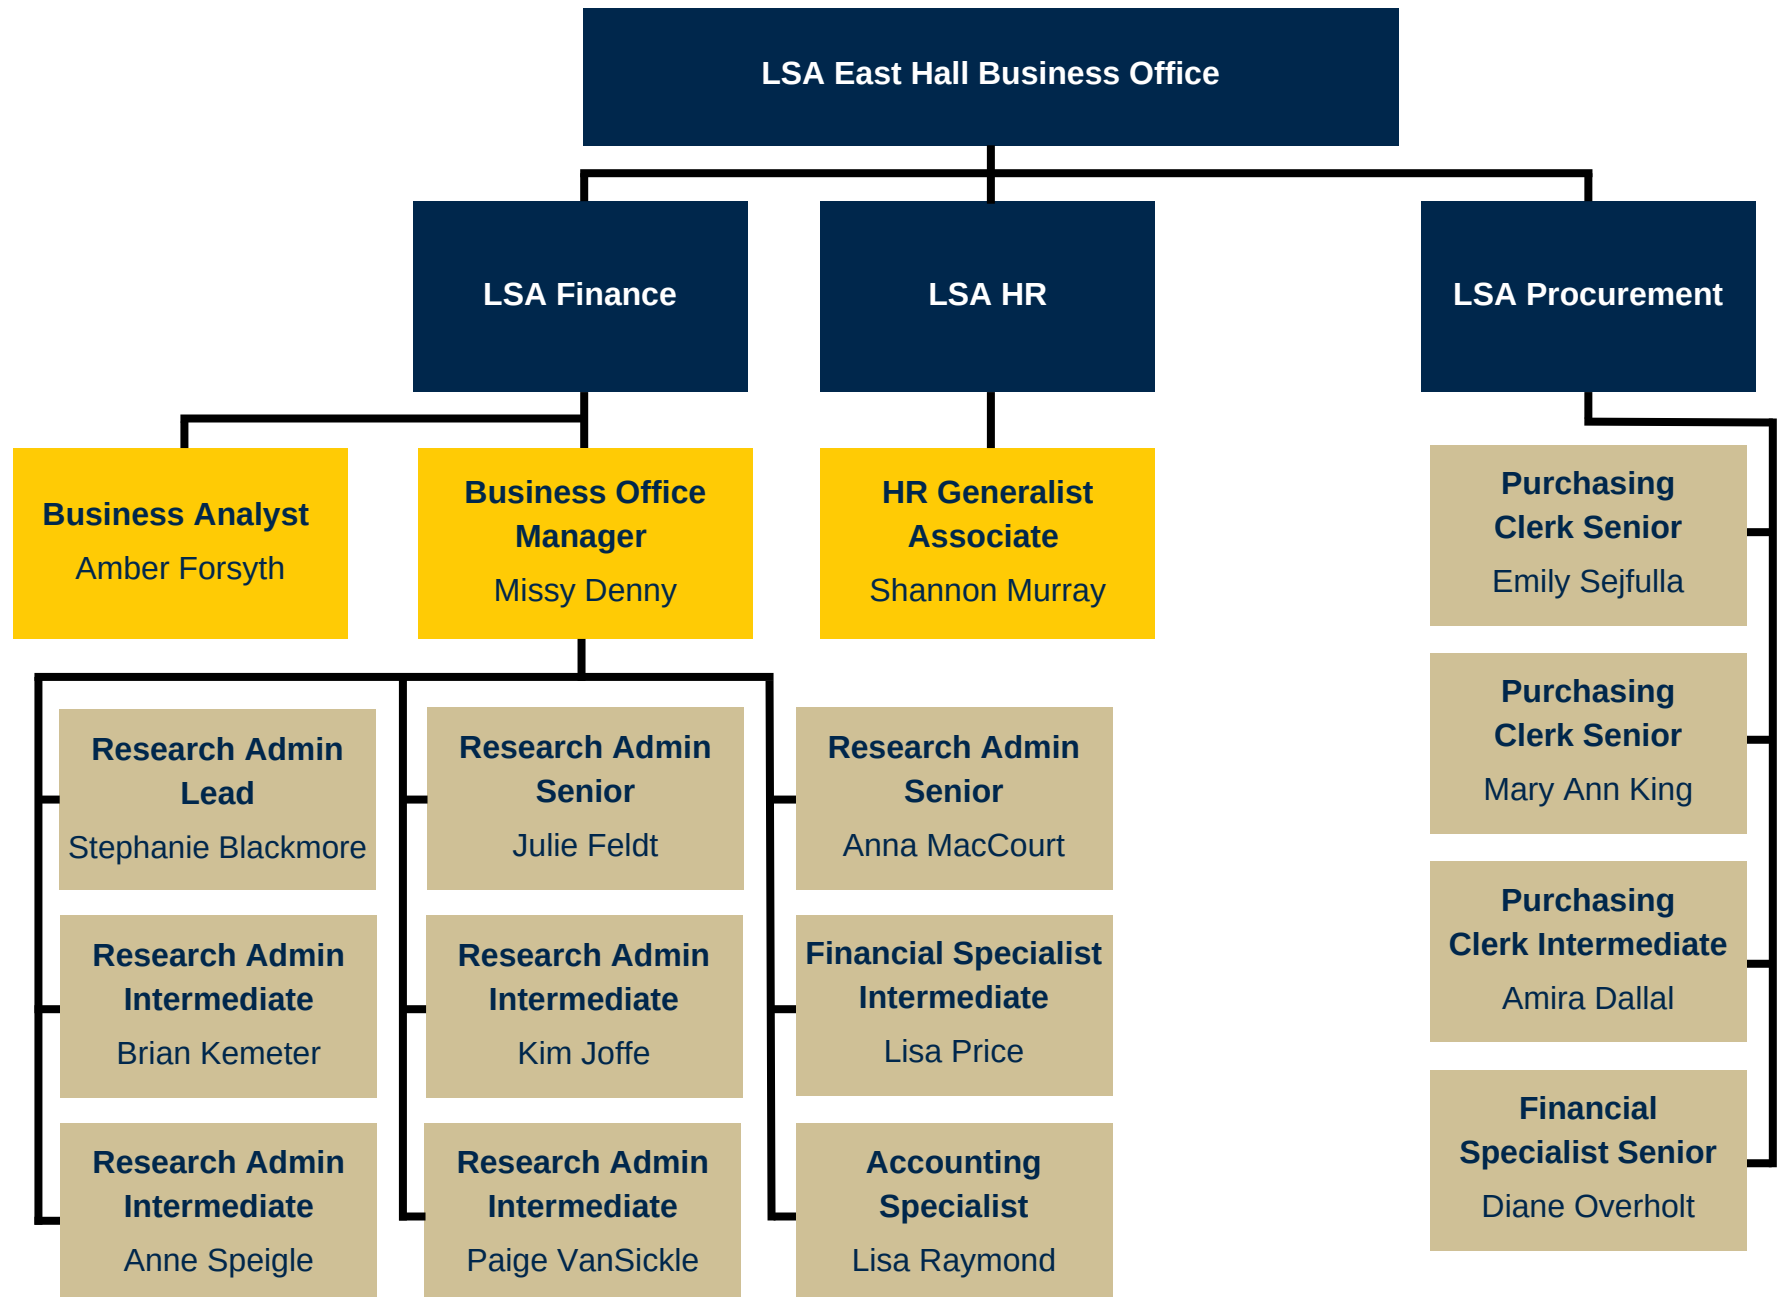 LSA East Hall Business Office
LSA Finance
LSA HR
LSA Procurement
Business Analyst
Amber Forsyth
Business Office
Manager
Missy Denny
HR Generalist
Associate
Shannon Murray
Purchasing
Clerk Senior
Emily Sejfulla
Purchasing
Clerk Senior
Mary Ann King
Purchasing
Clerk Intermediate
Amira Dallal
Financial
Specialist Senior
Diane Overholt
Research Admin
Lead
Stephanie Blackmore
Research Admin
Intermediate
Brian Kemeter
Research Admin
Intermediate
Anne Speigle
Research Admin
Senior
Julie Feldt
Research Admin
Intermediate
Kim Joffe
Research Admin
Intermediate
Paige VanSickle
Research Admin
Senior
Anna MacCourt
Financial Specialist
Intermediate
Lisa Price
Accounting
Specialist
Lisa Raymond